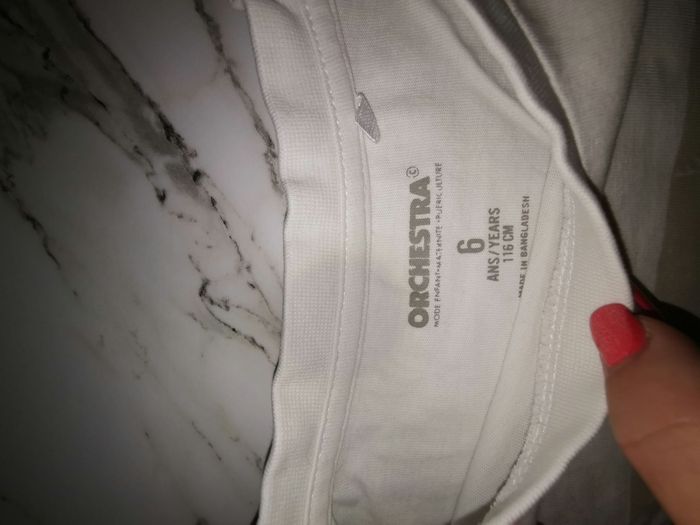 ORCHESTRA©
MODE ENFANT•MATERNITE•PUERICULTURE
6
ANS/YEARS
116 CM
MADE IN BANGLADESH